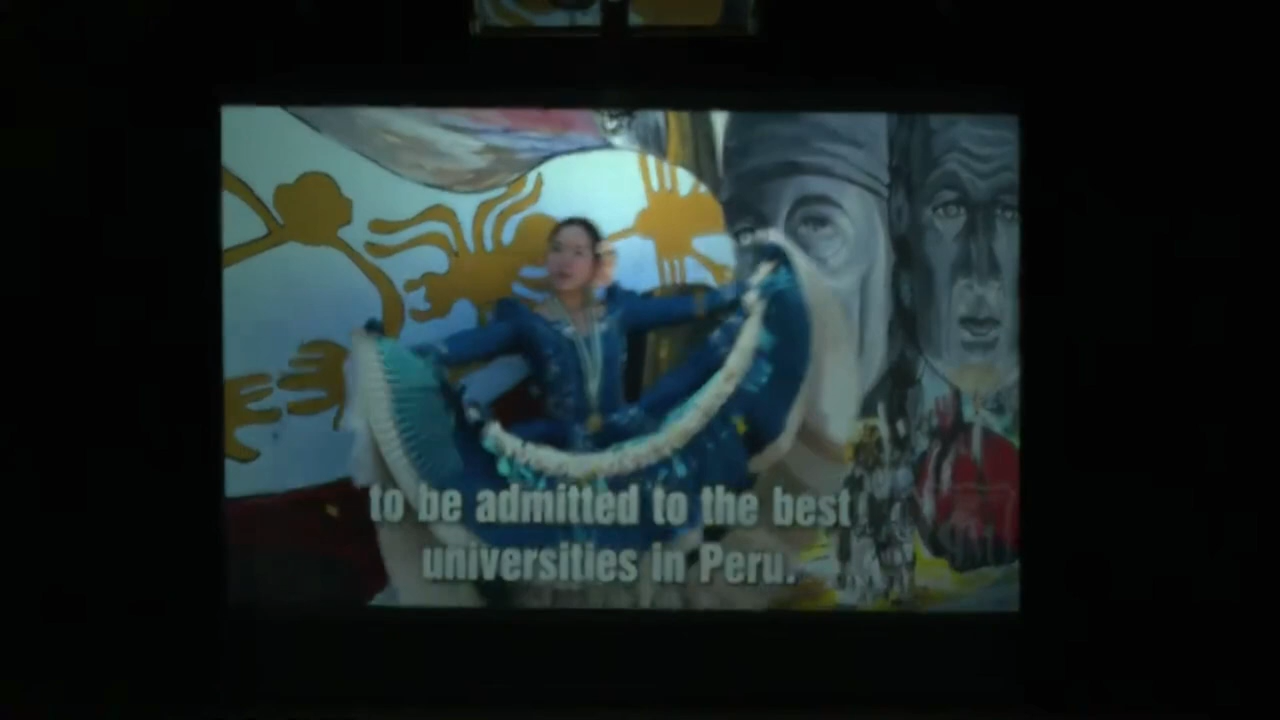 to be admitted to the best
universities in Peru.